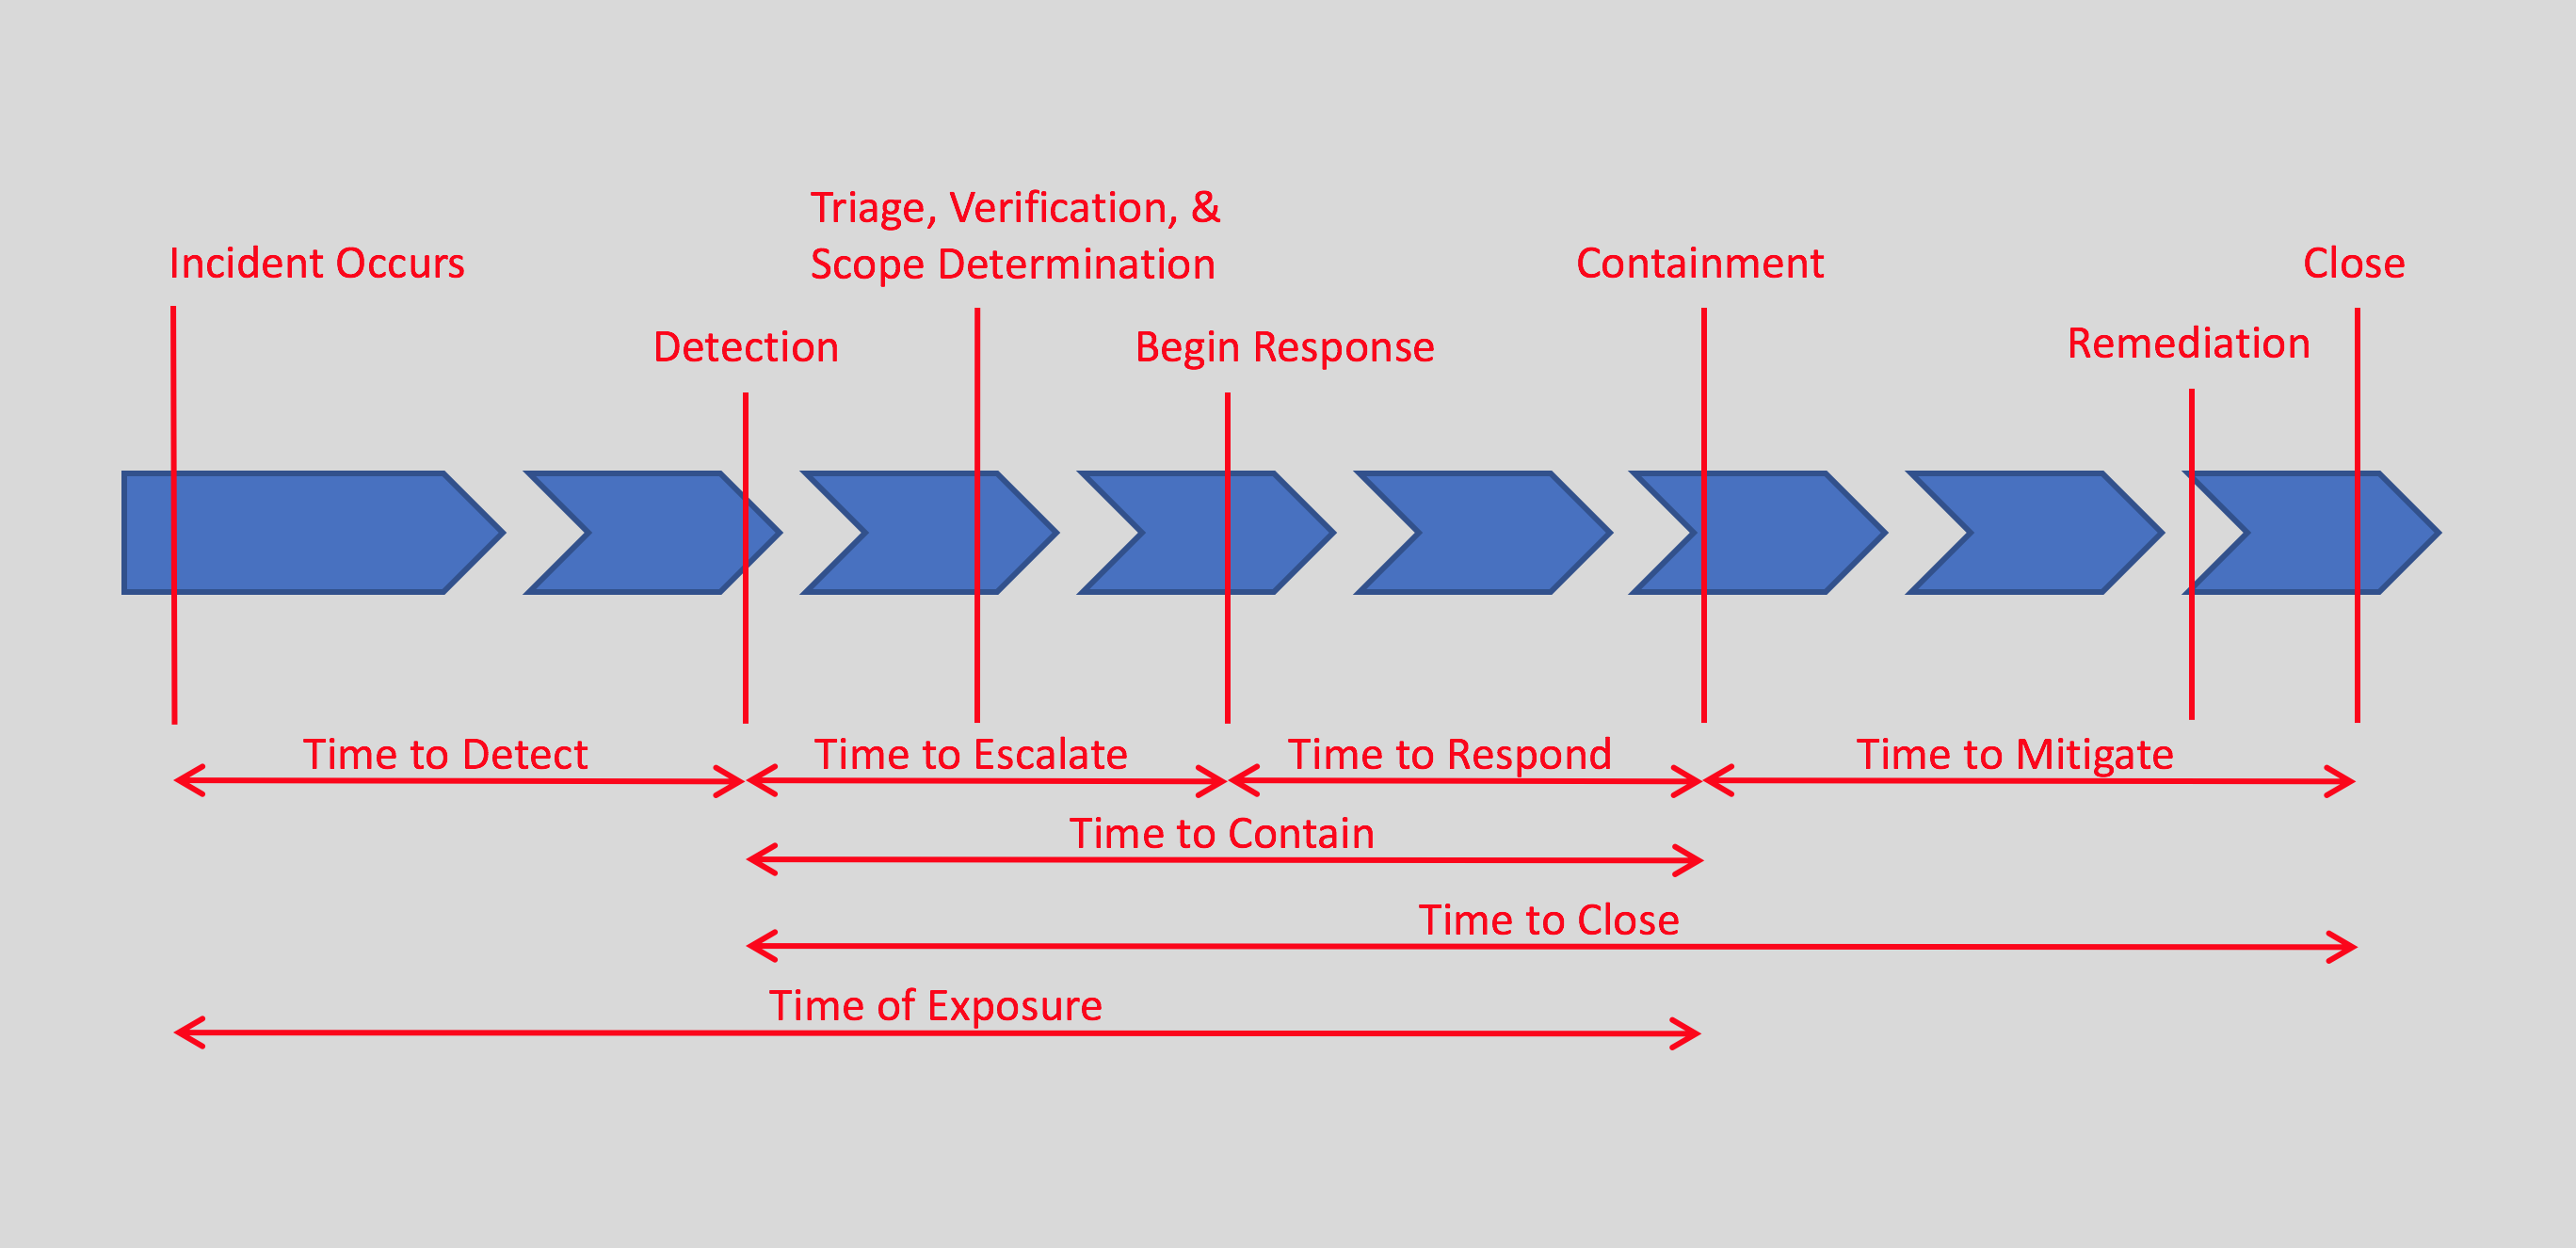 Triage, Verification, &
Scope Determination
Incident Occurs
Containment
Close
Detection
Begin Response
Remediation
Time to Detect
Time to Escalate
Time to Respond
Time to Mitigate
Time to Contain
Time to Close
Time of Exposure